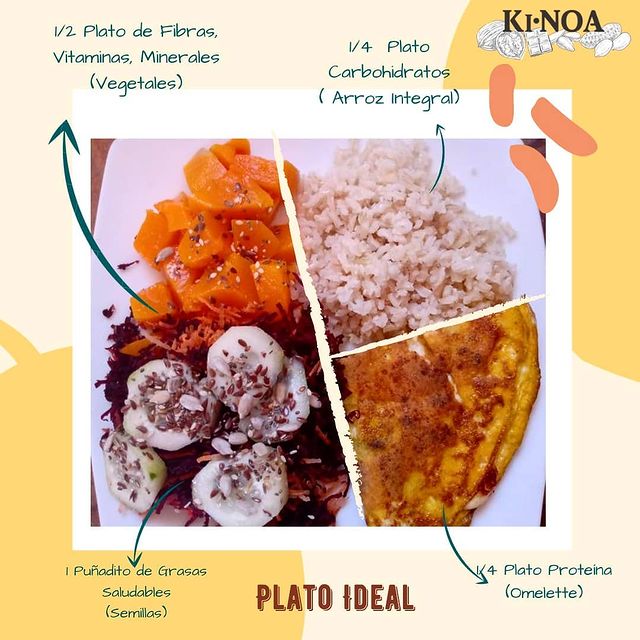 1/2 Plato de Fibras,
Vitaminas, Minerales
(Vegetales)
1/4 Plato
Carbohidratos
( Arroz Integral)
KI·NOA
1 Puñadito de Grasas
Saludables
(Semillas)
PLATO IDEAL
1/4 Plato Proteina
(Omelette)